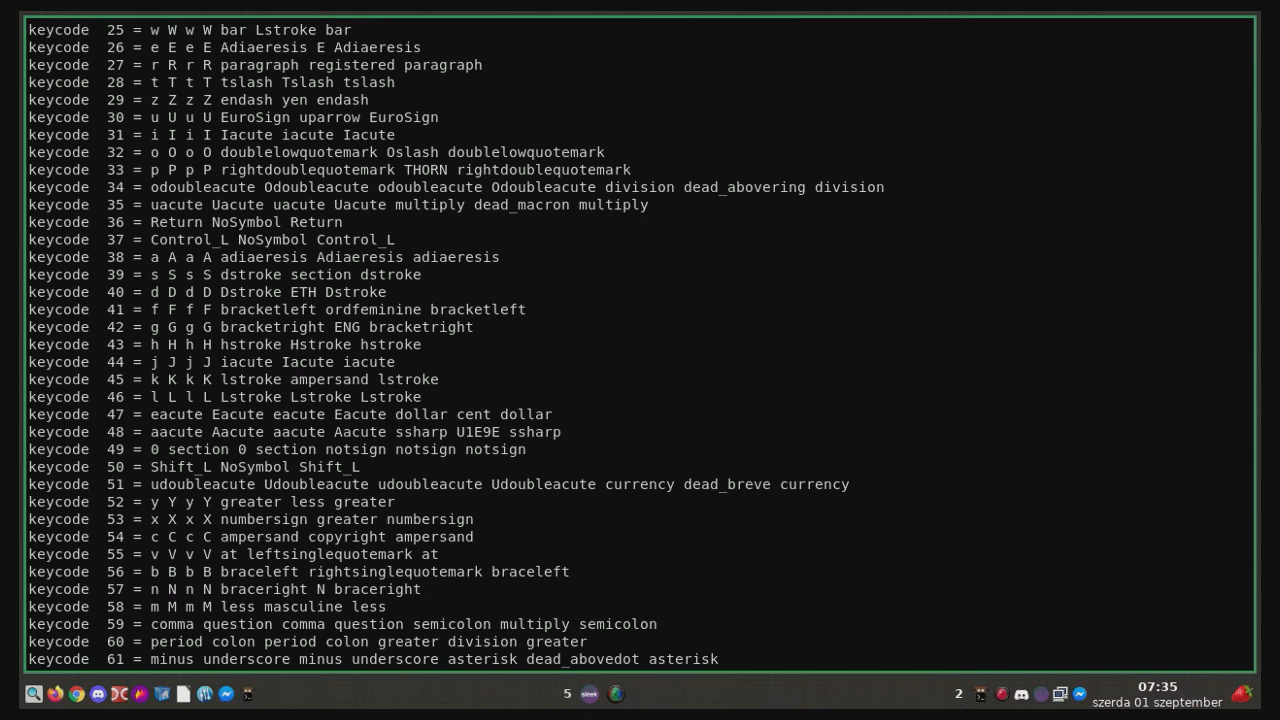 keycode  25 = w W w W bar Lstroke bar
keycode  26 = e E e E Adiaeresis E Adiaeresis
keycode  27 = r R r R paragraph registered paragraph
keycode  28 = t T t T tslash Tslash tslash
keycode  29 = z Z z Z endash yen endash
keycode  30 = u U u U EuroSign uparrow EuroSign
keycode  31 = i I i I Iacute iacute Iacute
keycode  32 = o O o O doublelowquotemark Oslash doublelowquotemark
keycode  33 = p P p P rightdoublequotemark THORN rightdoublequotemark
keycode  34 = odoubleacute Odoubleacute odoubleacute Odoubleacute division dead_abovering division
keycode  35 = uacute Uacute uacute Uacute multiply dead_macron multiply
keycode  36 = Return NoSymbol Return
keycode  37 = Control_L NoSymbol Control_L
keycode  38 = a A a A adiaeresis Adiaeresis adiaeresis
keycode  39 = s S s S dstroke section dstroke
keycode  40 = d D d D Dstroke ETH Dstroke
keycode  41 = f F f F bracketleft ordfeminine bracketleft
keycode  42 = g G g G bracketright ENG bracketright
keycode  43 = h H h H hstroke Hstroke hstroke
keycode  44 = j J j J iacute Iacute iacute
keycode  45 = k K k K lstroke ampersand lstroke
keycode  46 = l L l L Lstroke Lstroke Lstroke
keycode  47 = eacute Eacute eacute Eacute dollar cent dollar
keycode  48 = aacute Aacute aacute Aacute ssharp U1E9E ssharp
keycode  49 = 0 section 0 section notsign notsign notsign
keycode  50 = Shift_L NoSymbol Shift_L
keycode  51 = udoubleacute Udoubleacute udoubleacute Udoubleacute currency dead_breve currency
keycode  52 = y Y y Y greater less greater
keycode  53 = x X x X numbersign greater numbersign
keycode  54 = c C c C ampersand copyright ampersand
keycode  55 = v V v V at leftsinglequotemark at
keycode  56 = b B b B braceleft rightsinglequotemark braceleft
keycode  57 = n N n N braceright N braceright
keycode  58 = m M m M less masculine less
keycode  59 = comma question comma question semicolon multiply semicolon
keycode  60 = period colon period colon greater division greater
keycode  61 = minus underscore minus underscore asterisk dead_abovedot asterisk
5 sleek 2 07:35
szerda 01 szeptember